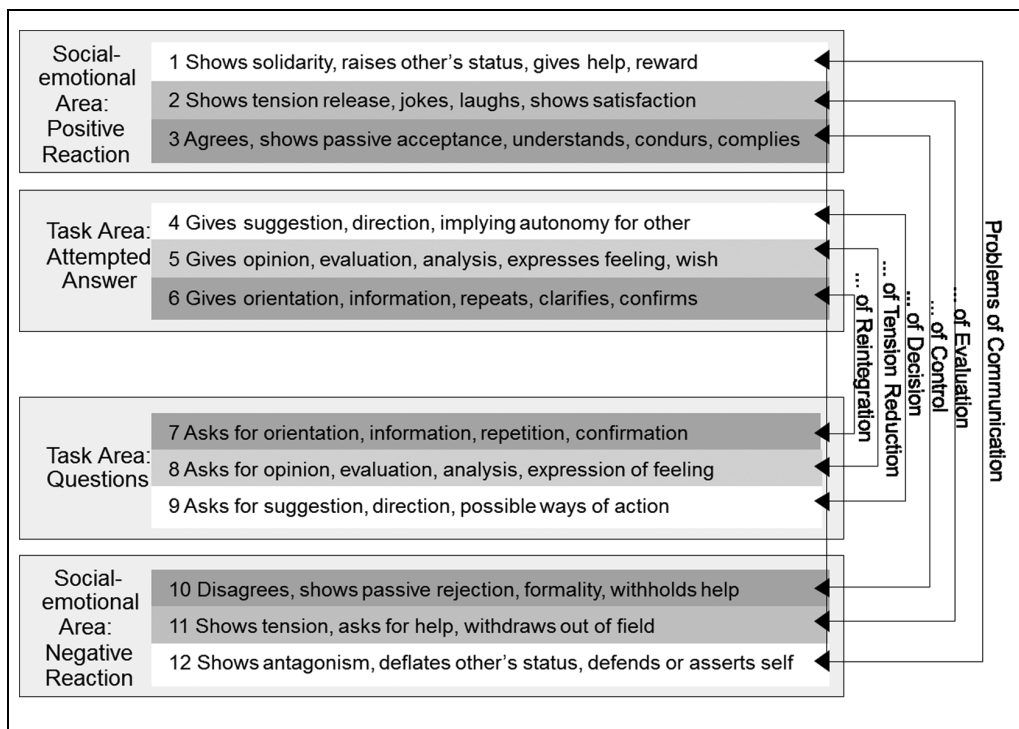 Social-
emotional
Area:
Positive
Reaction
1 Shows solidarity, raises other's status, gives help, reward
2 Shows tension release, jokes, laughs, shows satisfaction
3 Agrees, shows passive acceptance, understands, condurs, complies
Task Area:
Attempted
Answer
4 Gives suggestion, direction, implying autonomy for other
5 Gives opinion, evaluation, analysis, expresses feeling, wish
6 Gives orientation, information, repeats, clarifies, confirms
Task Area:
Questions
7 Asks for orientation, information, repetition, confirmation
8 Asks for opinion, evaluation, analysis, expression of feeling
9 Asks for suggestion, direction, possible ways of action
Social-
emotional
Area:
Negative
Reaction
10 Disagrees, shows passive rejection, formality, withholds help
11 Shows tension, asks for help, withdraws out of field
12 Shows antagonism, deflates other's status, defends or asserts self
Problems of Communication
... of Evaluation
... of Control
... of Decision
... of Tension Reduction
... of Reintegration